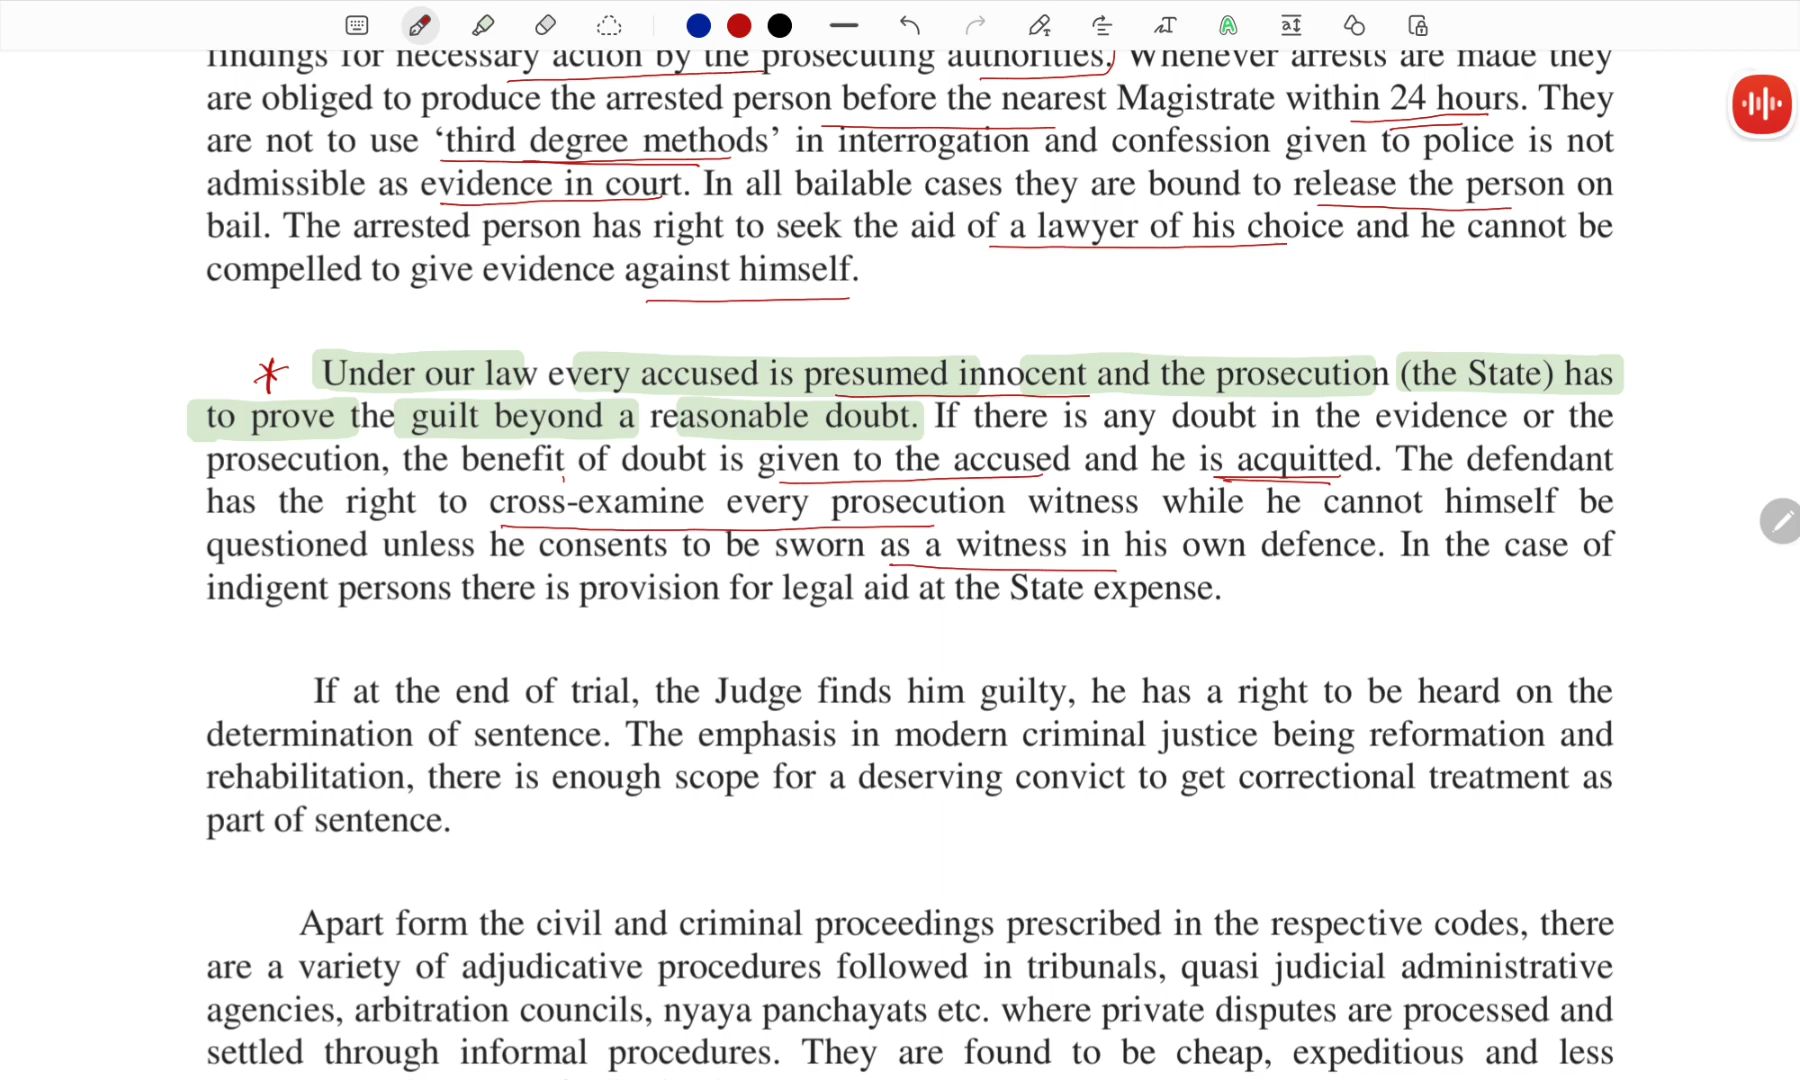 findings for necessary action by the prosecuting authorities. Whenever arrests are made they
are obliged to produce the arrested person before the nearest Magistrate within 24 hours. They
are not to use ‘third degree methods’ in interrogation and confession given to police is not
admissible as evidence in court. In all bailable cases they are bound to release the person on
bail. The arrested person has right to seek the aid of a lawyer of his choice and he cannot be
compelled to give evidence against himself.
* Under our law every accused is presumed innocent and the prosecution (the State) has
to prove the guilt beyond a reasonable doubt. If there is any doubt in the evidence or the
prosecution, the benefit of doubt is given to the accused and he is acquitted. The defendant
has the right to cross-examine every prosecution witness while he cannot himself be
questioned unless he consents to be sworn as a witness in his own defence. In the case of
indigent persons there is provision for legal aid at the State expense.
If at the end of trial, the Judge finds him guilty, he has a right to be heard on the
determination of sentence. The emphasis in modern criminal justice being reformation and
rehabilitation, there is enough scope for a deserving convict to get correctional treatment as
part of sentence.
Apart form the civil and criminal proceedings prescribed in the respective codes, there
are a variety of adjudicative procedures followed in tribunals, quasi judicial administrative
agencies, arbitration councils, nyaya panchayats etc. where private disputes are processed and
settled through informal procedures. They are found to be cheap, expeditious and less